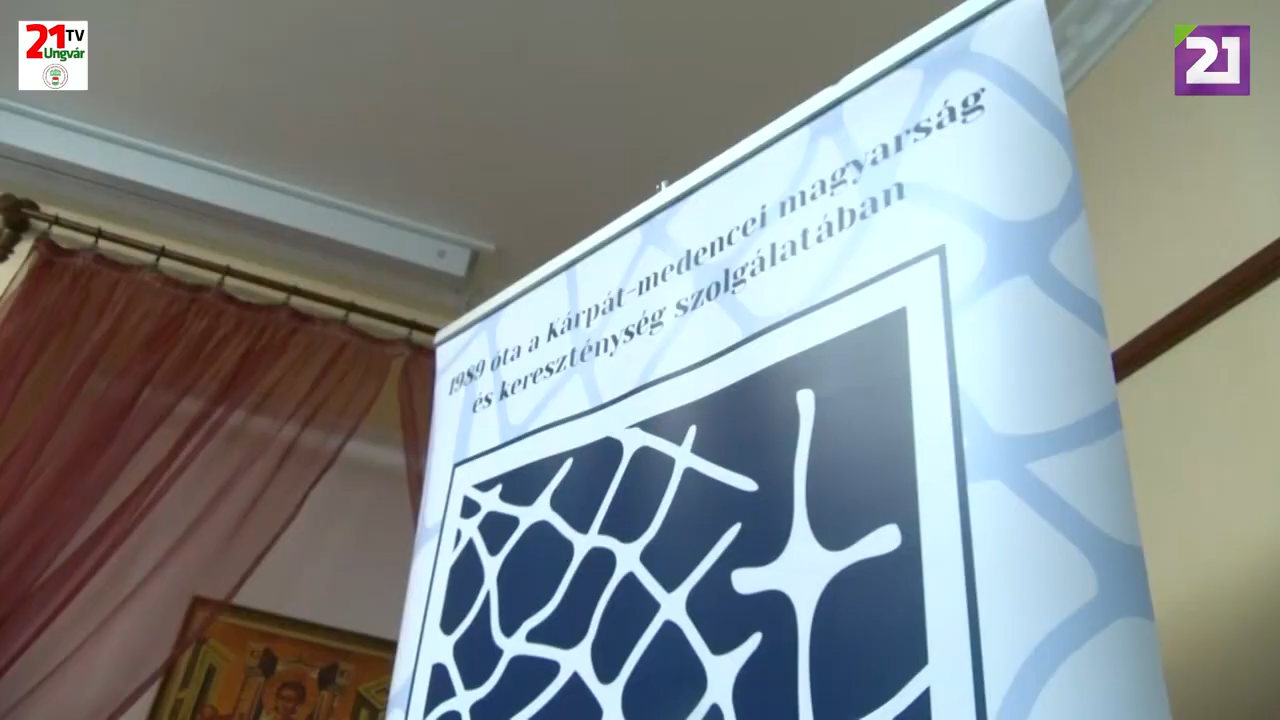 21 TV
Ungvár
21
1989 óta a Kárpát-medencei magyarság
és kereszténység szolgálatában